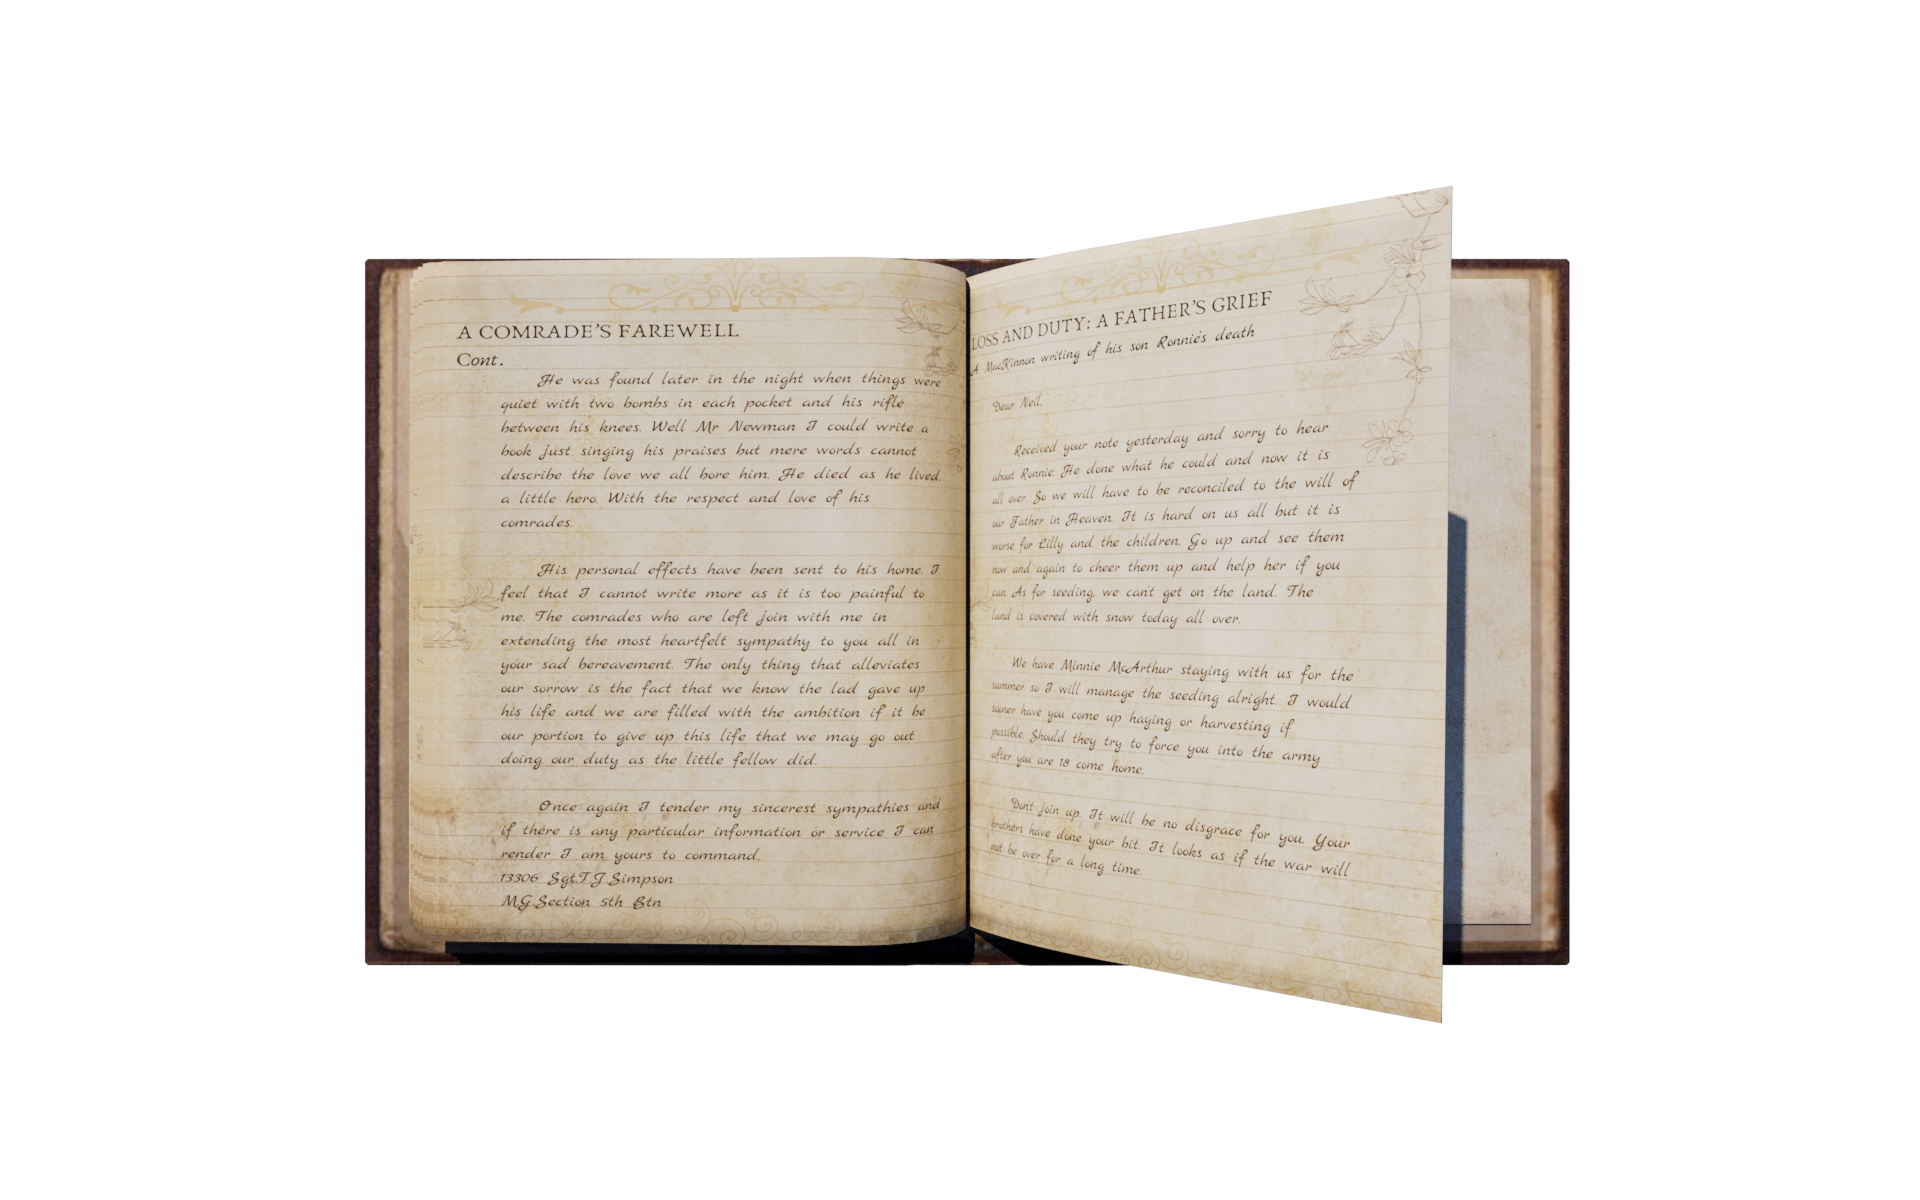 A COMRADE'S FAREWELL
Cont.
He was found later in the night when things were
quiet with two bombs in each pocket and his rifle
between his knees. Well Mr Newman I could write a
book just singing his praises but mere words cannot
describe the love we all bore him. He died as he lived,
a little hero. With the respect and love of his
comrades.
His personal effects have been sent to his home. I
feel that I cannot write more as it is too painful to
me. The comrades who are left join with me in
extending the most heartfelt sympathy to you all in
your sad bereavement. The only thing that alleviates
our sorrow is the fact that we know the lad gave up
his life and we are filled with the ambition if it be
our portion to give up this life that we may go out
doing our duty as the little fellow did.
Once again I tender my sincerest sympathies and
if there is any particular information or service I can
render I am yours to command.
13306 Sgt.T.J.Simpson
M.G.Section 5th Btn
LOSS AND DUTY: A FATHER'S GRIEF
A MacKinnon writing of his son Ronnie's death
Dear Neil,
Received your note yesterday and sorry to hear
about Ronnie. He done what he could and now it is
all over. So we will have to be reconciled to the will of
our Father in Heaven. It is hard on us all but it is
worse for Lilly and the children. Go up and see them
now and again to cheer them up and help her if you
can. As for seeding, we can't get on the land. The
land is covered with snow today all over.
We have Minnie McArthur staying with us for the
summer so I will manage the seeding alright. I would
sooner have you come up haying or harvesting if
possible. Should they try to force you into the army
after you are 18 come home.
Don't join up. It will be no disgrace for you. Your
brothers have done your bit. It looks as if the war will
not be over for a long time.